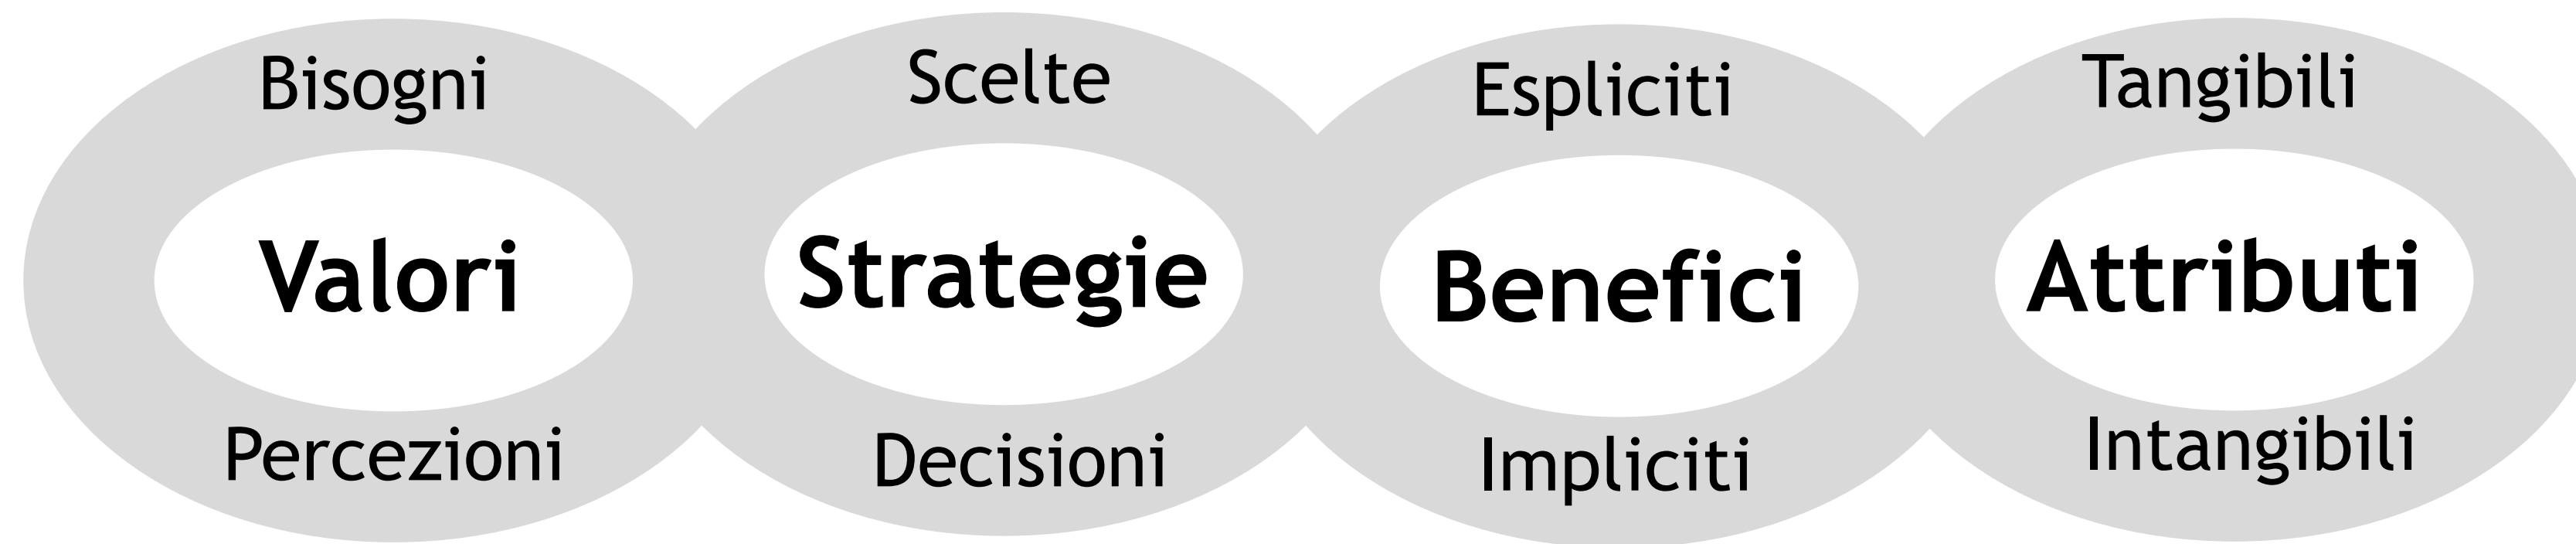 Bisogni
Valori
Percezioni
Scelte
Strategie
Decisioni
Espliciti
Benefici
Impliciti
Tangibili
Attributi
Intangibili